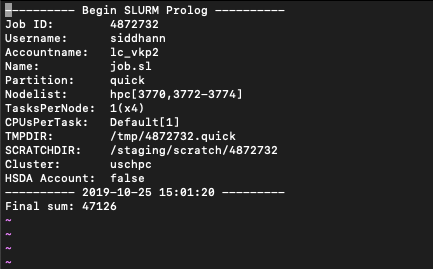 ---------- Begin SLURM Prolog ----------
Job ID:        4872732
Username:      siddhann
Accountname:   lc_vkp2
Name:          job.sl
Partition:     quick
Nodelist:      hpc[3770,3772-3774]
TasksPerNode:  1(x4)
CPUsPerTask:   Default[1]
TMPDIR:        /tmp/4872732.quick
SCRATCHDIR:    /staging/scratch/4872732
Cluster:       uschpc
HSDA Account:  false
---------- 2019-10-25 15:01:20 ---------
Final sum: 47126
~
~
~
~